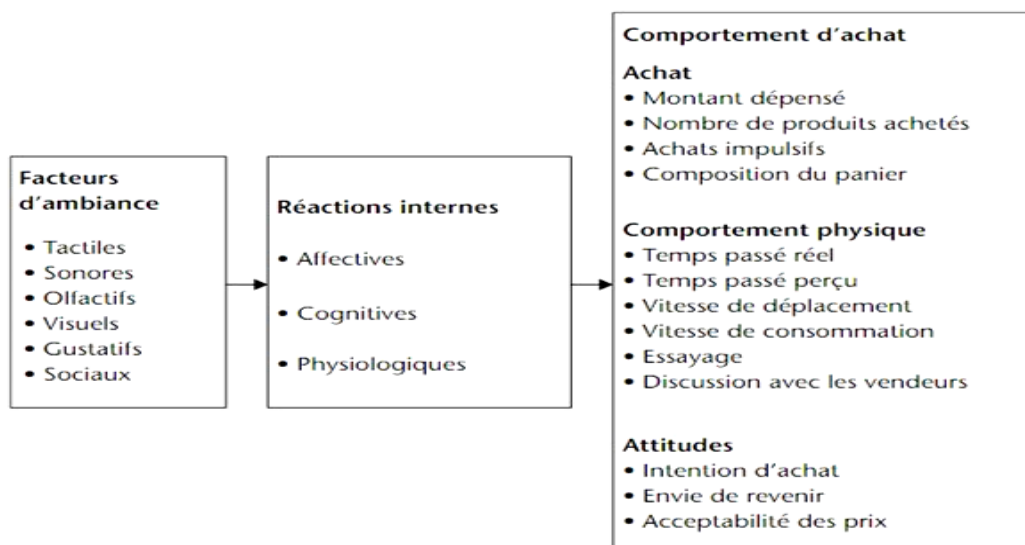 Facteurs
d'ambiance
• Tactiles
• Sonores
• Olfactifs
• Visuels
• Gustatifs
• Sociaux
Réactions internes
• Affectives
• Cognitives
• Physiologiques
Comportement d'achat
Achat
• Montant dépensé
• Nombre de produits achetés
• Achats impulsifs
• Composition du panier
Comportement physique
• Temps passé réel
• Temps passé perçu
• Vitesse de déplacement
• Vitesse de consommation
• Essayage
• Discussion avec les vendeurs
Attitudes
• Intention d'achat
• Envie de revenir
• Acceptabilité des prix